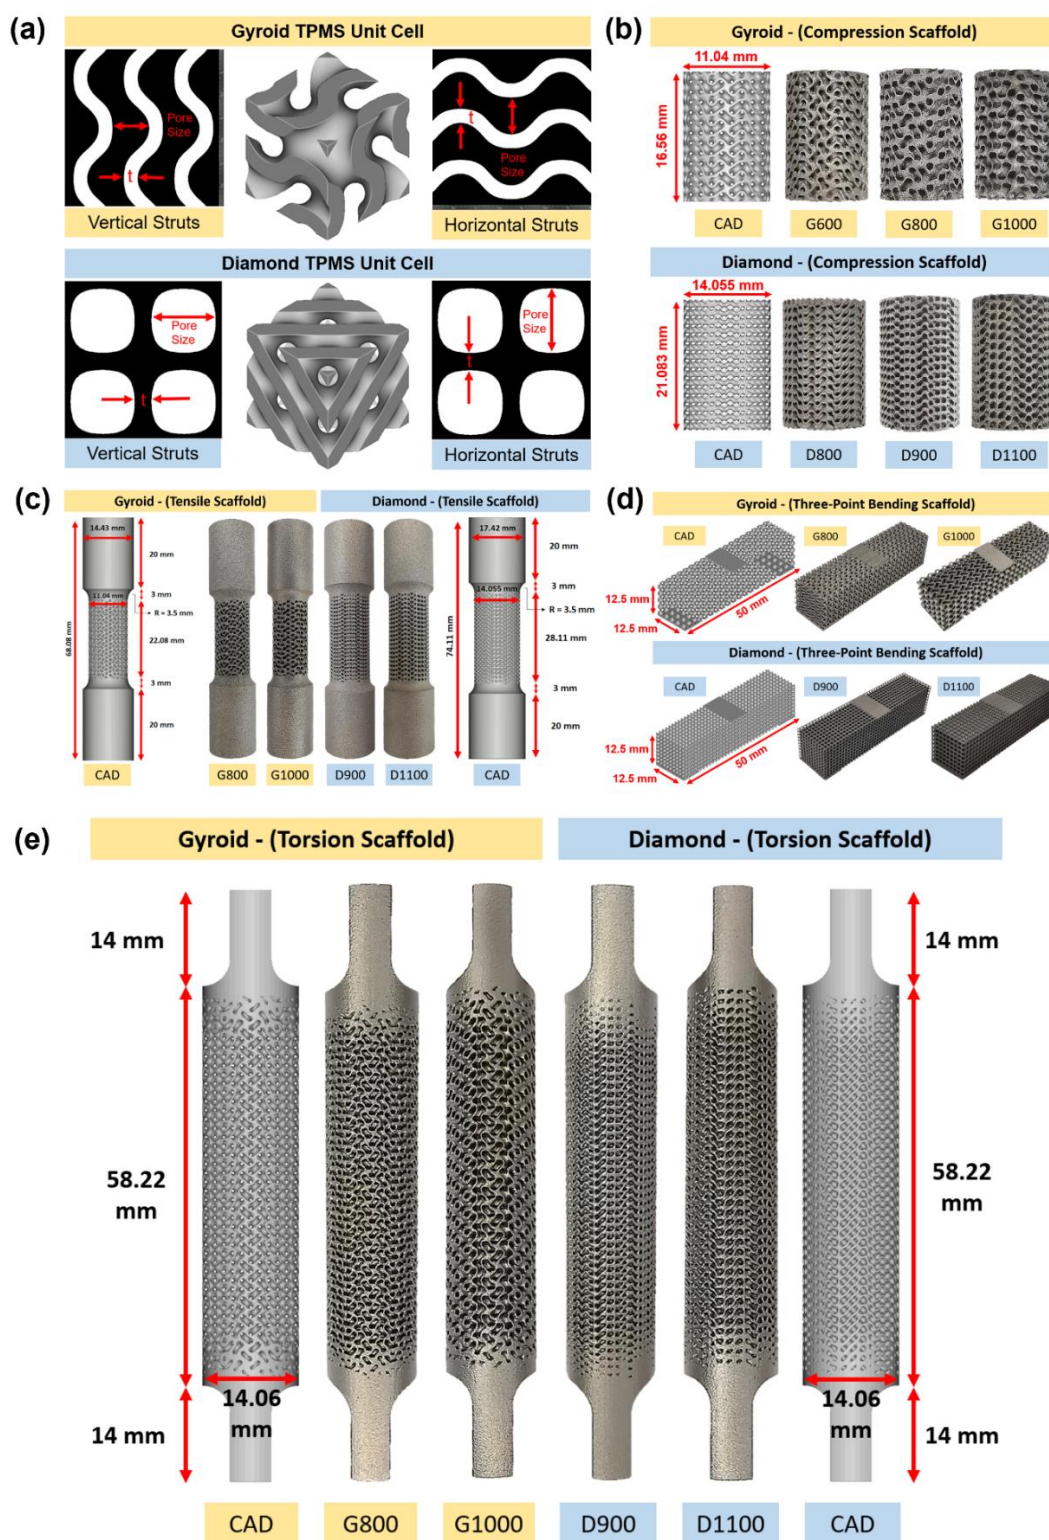 (a)
Gyroid TPMS Unit Cell
Pore
Size
t
Vertical Struts
t
Pore
Size
Horizontal Struts
Diamond TPMS Unit Cell
Pore
Size
t
Vertical Struts
Pore
Size
t
Horizontal Struts
(b)
Gyroid - (Compression Scaffold)
11.04 mm
16.56 mm
CAD
G600
G800
G1000
Diamond - (Compression Scaffold)
14.055 mm
21.083 mm
CAD
D800
D900
D1100
(c)
Gyroid - (Tensile Scaffold)
Diamond - (Tensile Scaffold)
14.43 mm
20 mm
3 mm
11.04 mm
R = 3.5 mm
68.08 mm
22.08 mm
3 mm
20 mm
17.42 mm
20 mm
3 mm
14.055 mm
R = 3.5 mm
74.11 mm
28.11 mm
3 mm
20 mm
CAD
G800
G1000
D900
D1100
CAD
(d)
Gyroid - (Three-Point Bending Scaffold)
CAD
G800
G1000
12.5 mm
12.5 mm
50 mm
Diamond - (Three-Point Bending Scaffold)
CAD
D900
D1100
12.5 mm
12.5 mm
50 mm
(e)
Gyroid - (Torsion Scaffold)
Diamond - (Torsion Scaffold)
14 mm
14 mm
58.22
mm
58.22
mm
14.06
mm
14.06
mm
14 mm
14 mm
CAD
G800
G1000
D900
D1100
CAD